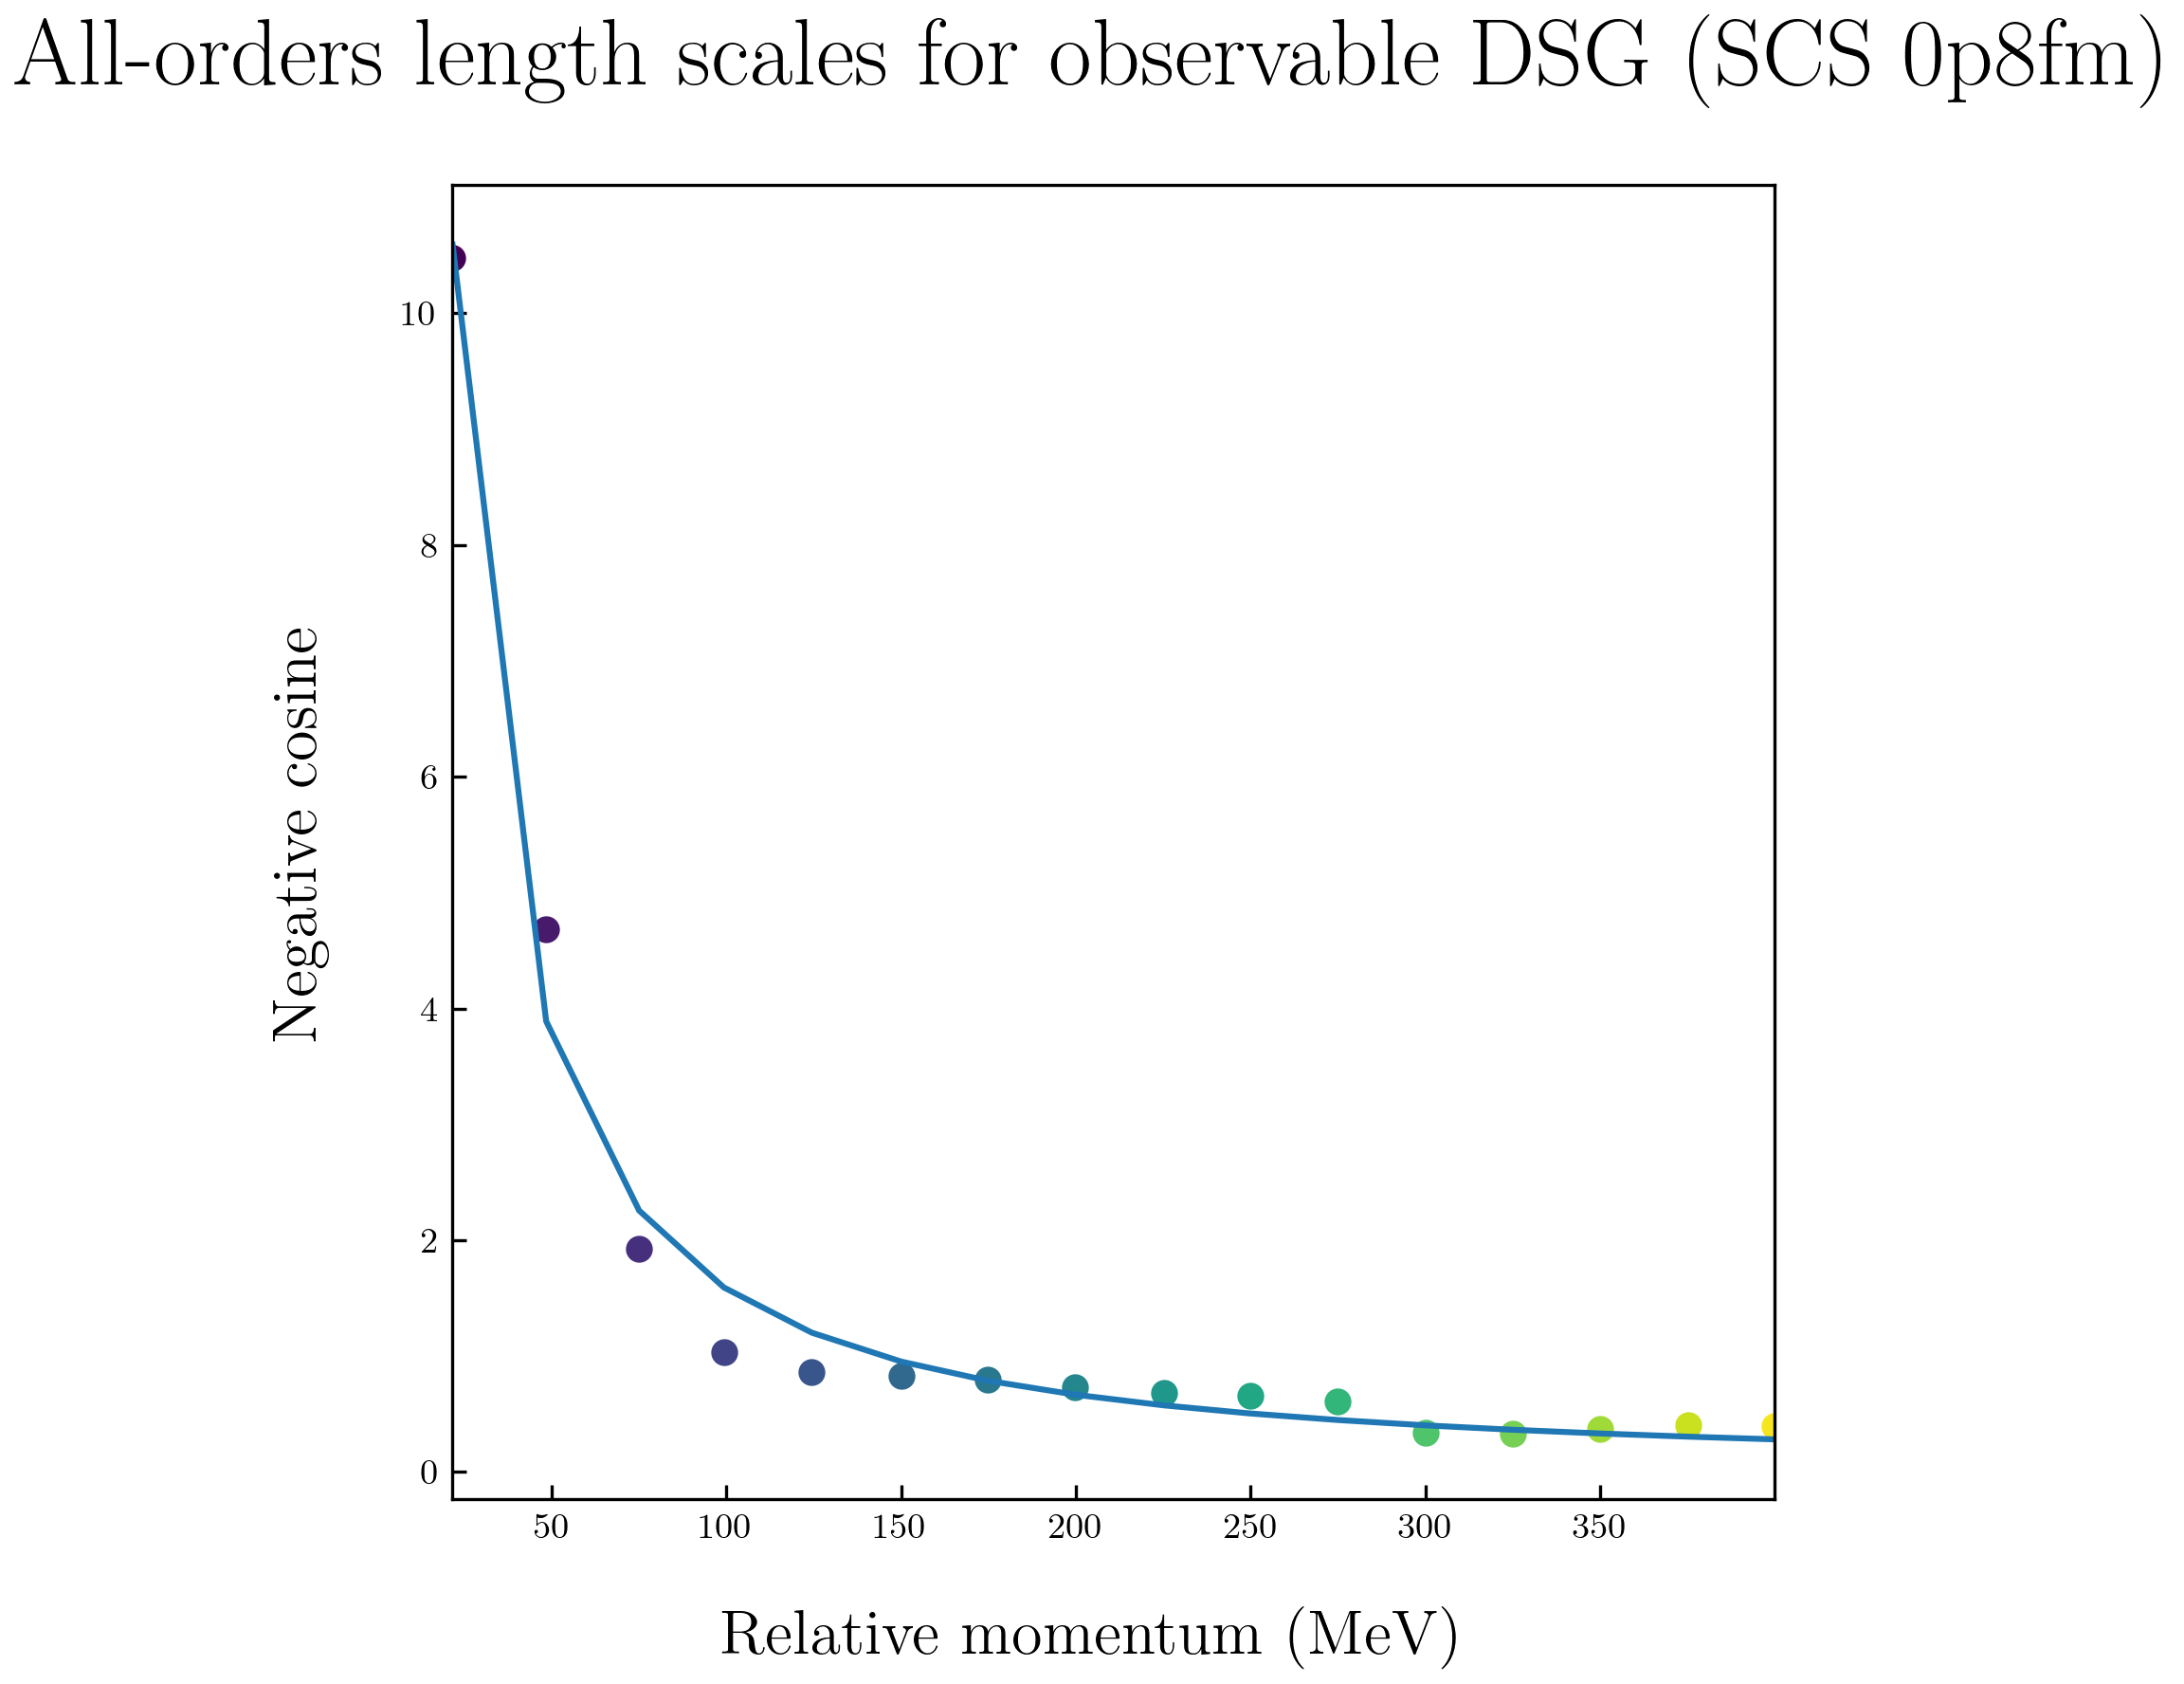 All-orders length scales for observable DSG (SCS 0p8fm)
10
8
6
4
2
0
Negative cosine
50 100 150 200 250 300 350
Relative momentum (MeV)